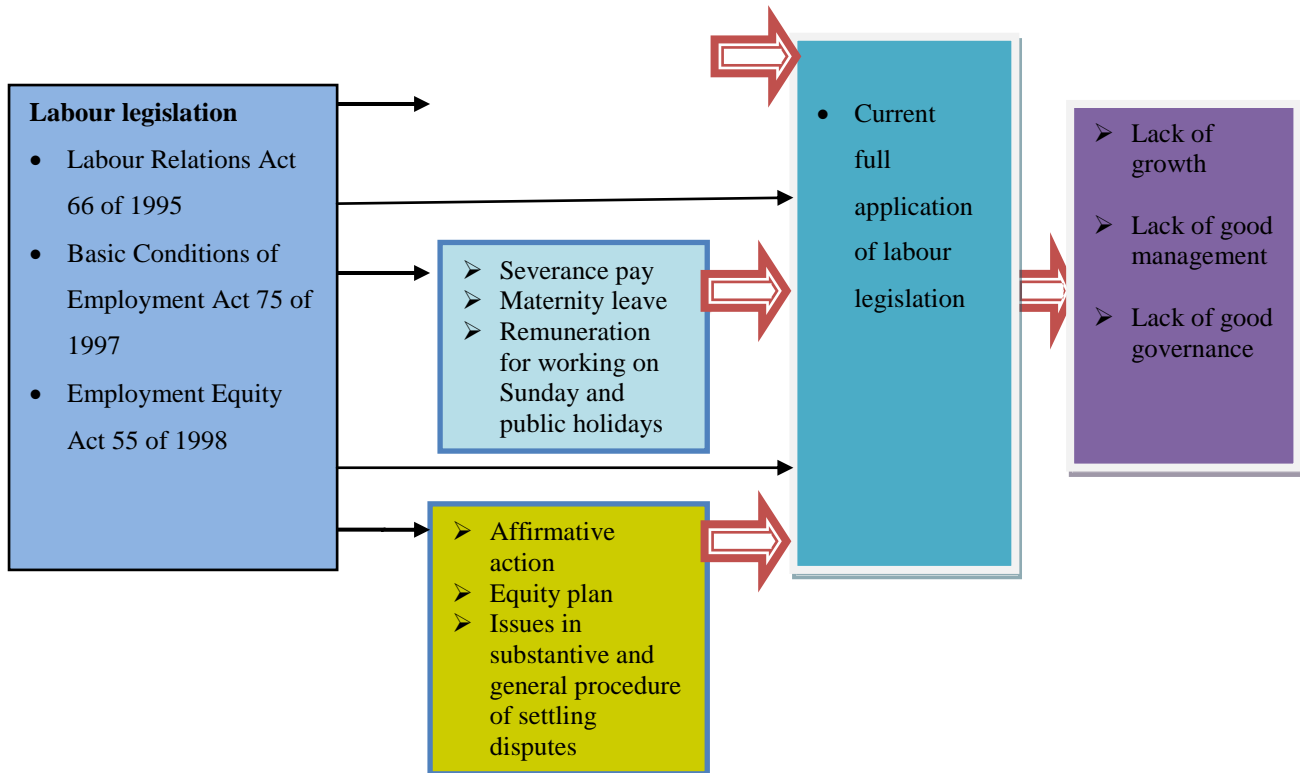 Labour legislation
• Labour Relations Act
66 of 1995
• Basic Conditions of
Employment Act 75 of
1997
• Employment Equity
Act 55 of 1998
➢ Severance pay
➢ Maternity leave
➢ Remuneration
for working on
Sunday and
public holidays
➢ Affirmative
action
➢ Equity plan
➢ Issues in
substantive and
general procedure
of settling
disputes
• Current
full
application
of labour
legislation
➢ Lack of
growth
➢ Lack of good
management
➢ Lack of good
governance